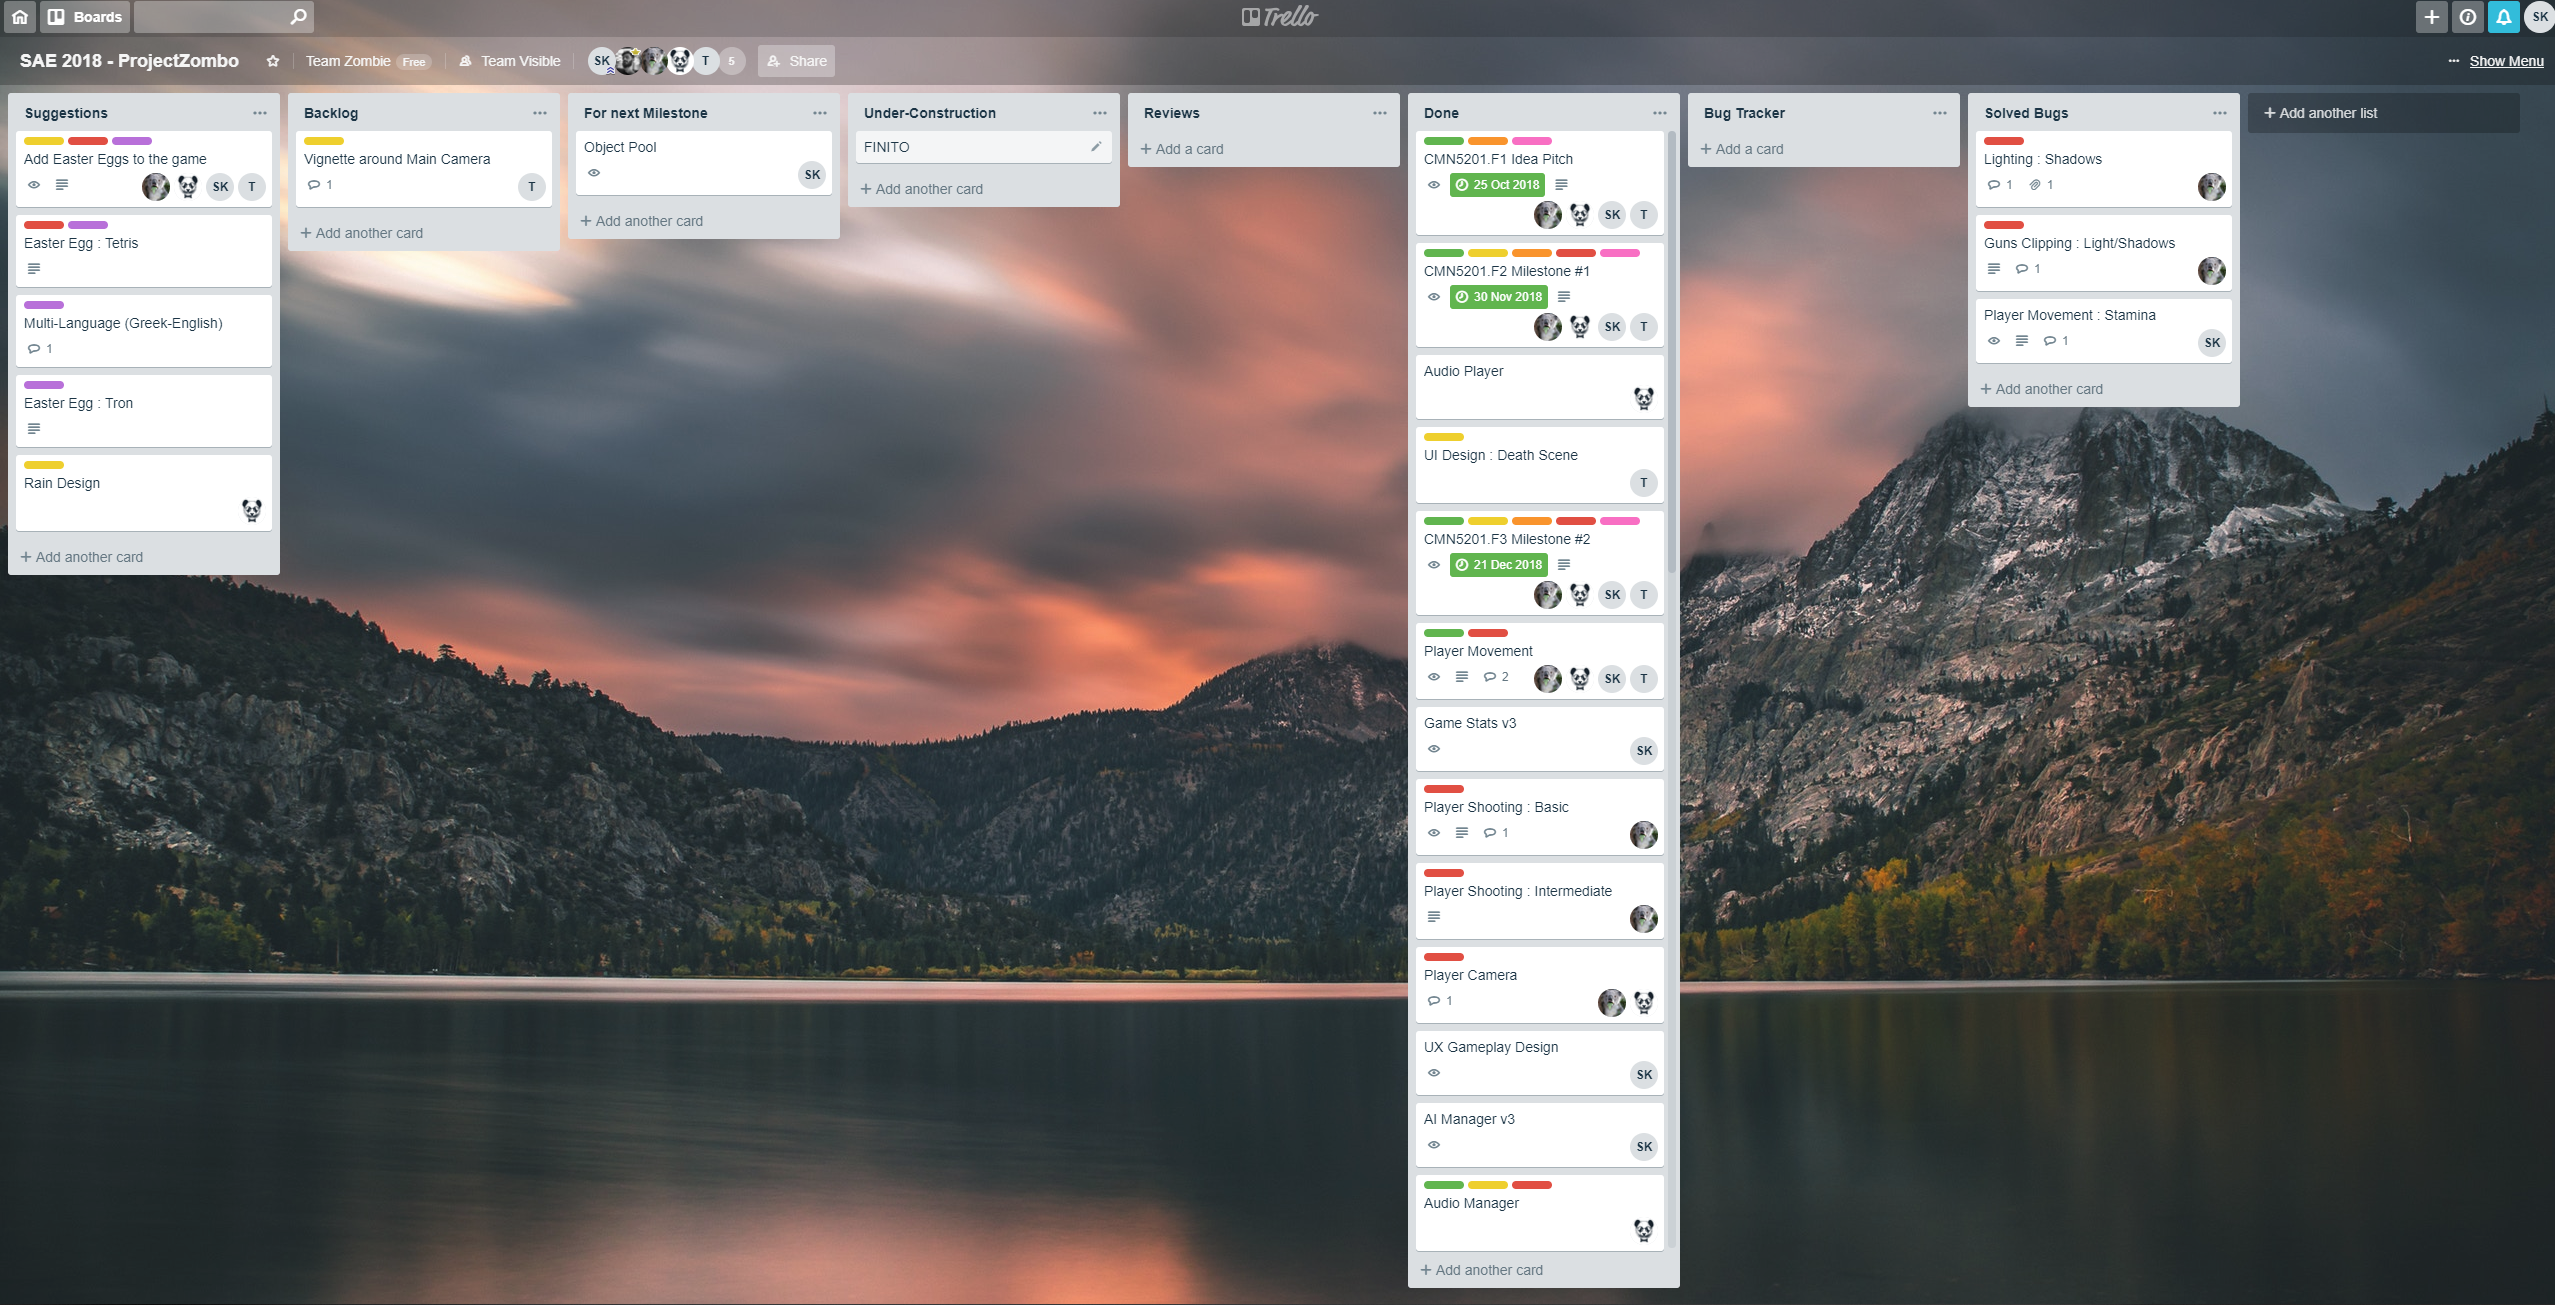 Boards
Trello
SK
SAE 2018 - ProjectZombo
Team Zombie Free
Team Visible
SK
T
5
Share
Show Menu
Suggestions
Add Easter Eggs to the game
SK
T
Easter Egg : Tetris
Multi-Language (Greek-English)
1
Easter Egg : Tron
Rain Design
+ Add another card
Backlog
Vignette around Main Camera
1
T
+ Add another card
For next Milestone
Object Pool
SK
+ Add another card
Under-Construction
FINITO
+ Add another card
Reviews
+ Add a card
Done
CMN5201.F1 Idea Pitch
25 Oct 2018
SK
T
CMN5201.F2 Milestone #1
30 Nov 2018
SK
T
Audio Player
UI Design : Death Scene
T
CMN5201.F3 Milestone #2
21 Dec 2018
SK
T
Player Movement
2
SK
T
Game Stats v3
SK
Player Shooting : Basic
1
Player Shooting : Intermediate
Player Camera
1
UX Gameplay Design
SK
AI Manager v3
SK
Audio Manager
+ Add another card
Bug Tracker
+ Add a card
Solved Bugs
Lighting : Shadows
1
1
Guns Clipping : Light/Shadows
1
Player Movement : Stamina
1
SK
+ Add another card
+ Add another list